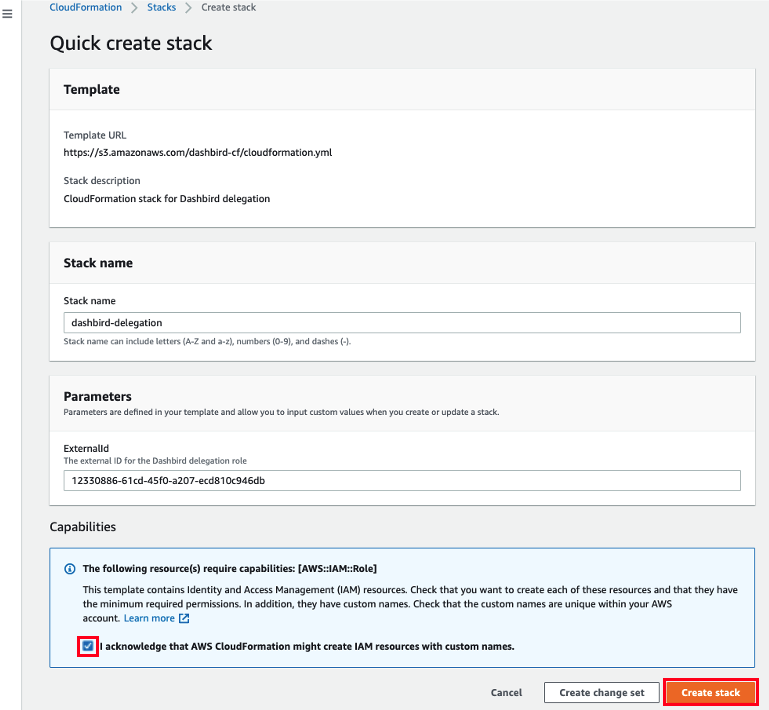 CloudFormation > Stacks > Create stack
Quick create stack
Template
Template URL
https://s3.amazonaws.com/dashbird-cf/cloudformation.yml
Stack description
CloudFormation stack for Dashbird delegation
Stack name
Stack name
dashbird-delegation
Stack name can include letters (A-Z and a-z), numbers (0-9), and dashes (-).
Parameters
Parameters are defined in your template and allow you to input custom values when you create or update a stack.
ExternalId
The external ID for the Dashbird delegation role
12330886-61cd-45f0-a207-ecd810c946db
Capabilities
The following resource(s) require capabilities: [AWS::IAM::Role]
This template contains Identity and Access Management (IAM) resources. Check that you want to create each of these resources and that they have
the minimum required permissions. In addition, they have custom names. Check that the custom names are unique within your AWS
account. Learn more
I acknowledge that AWS CloudFormation might create IAM resources with custom names.
Cancel Create change set Create stack